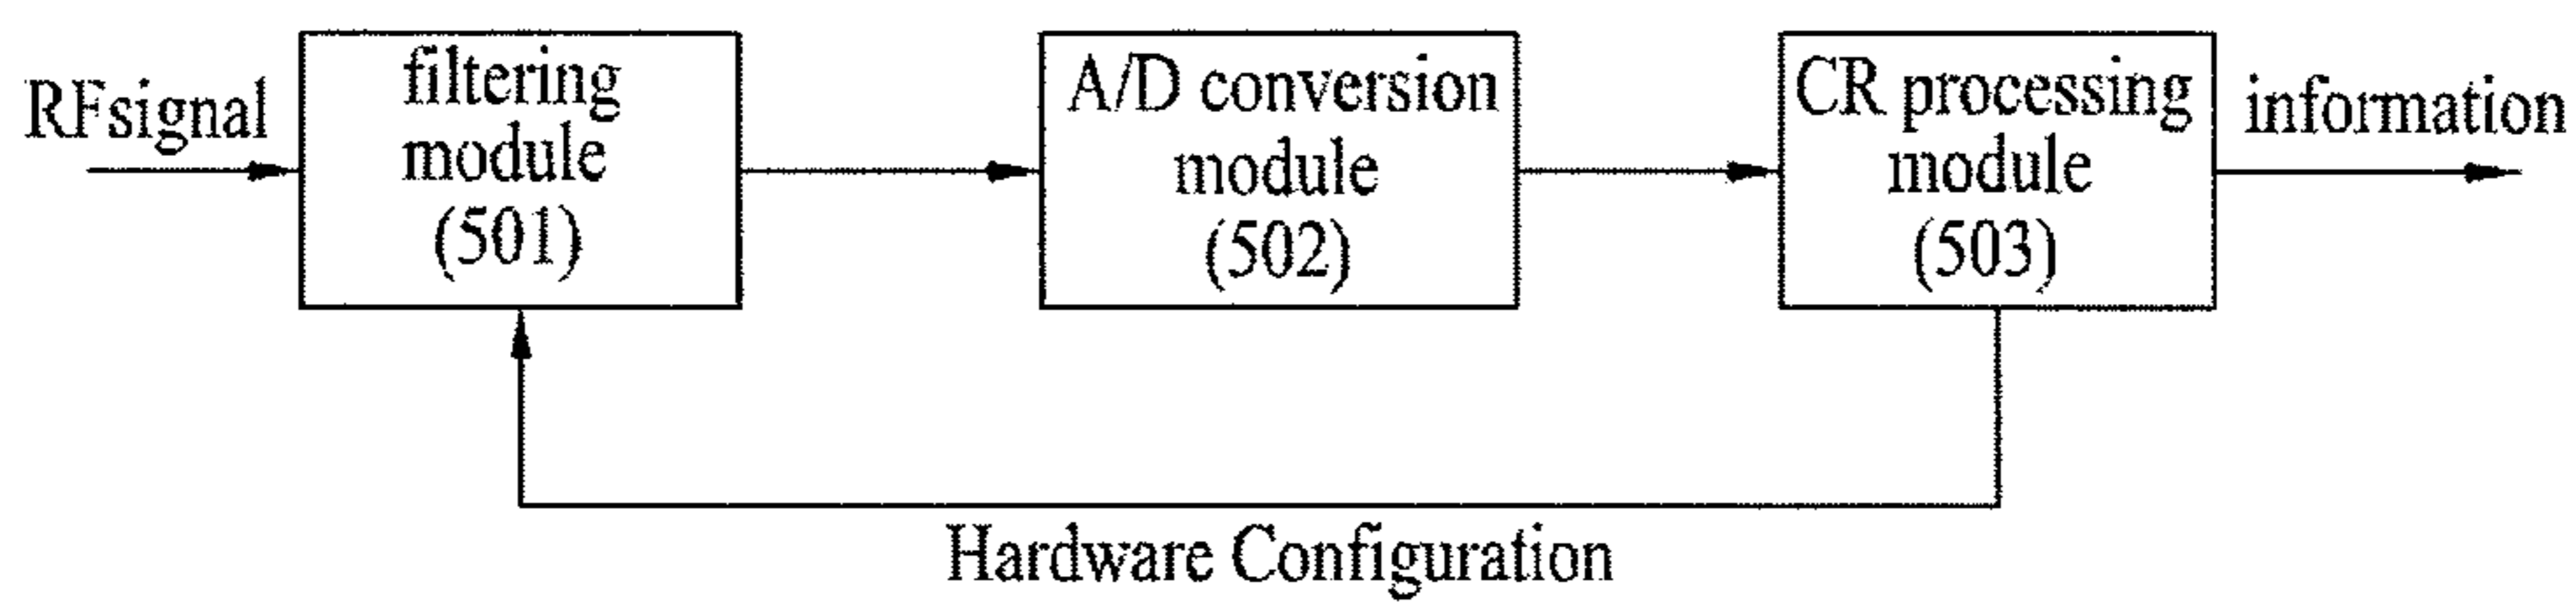 RFsignal
filtering
module
(501)
A/D conversion
module
(502)
CR processing
module
(503)
information
Hardware Configuration